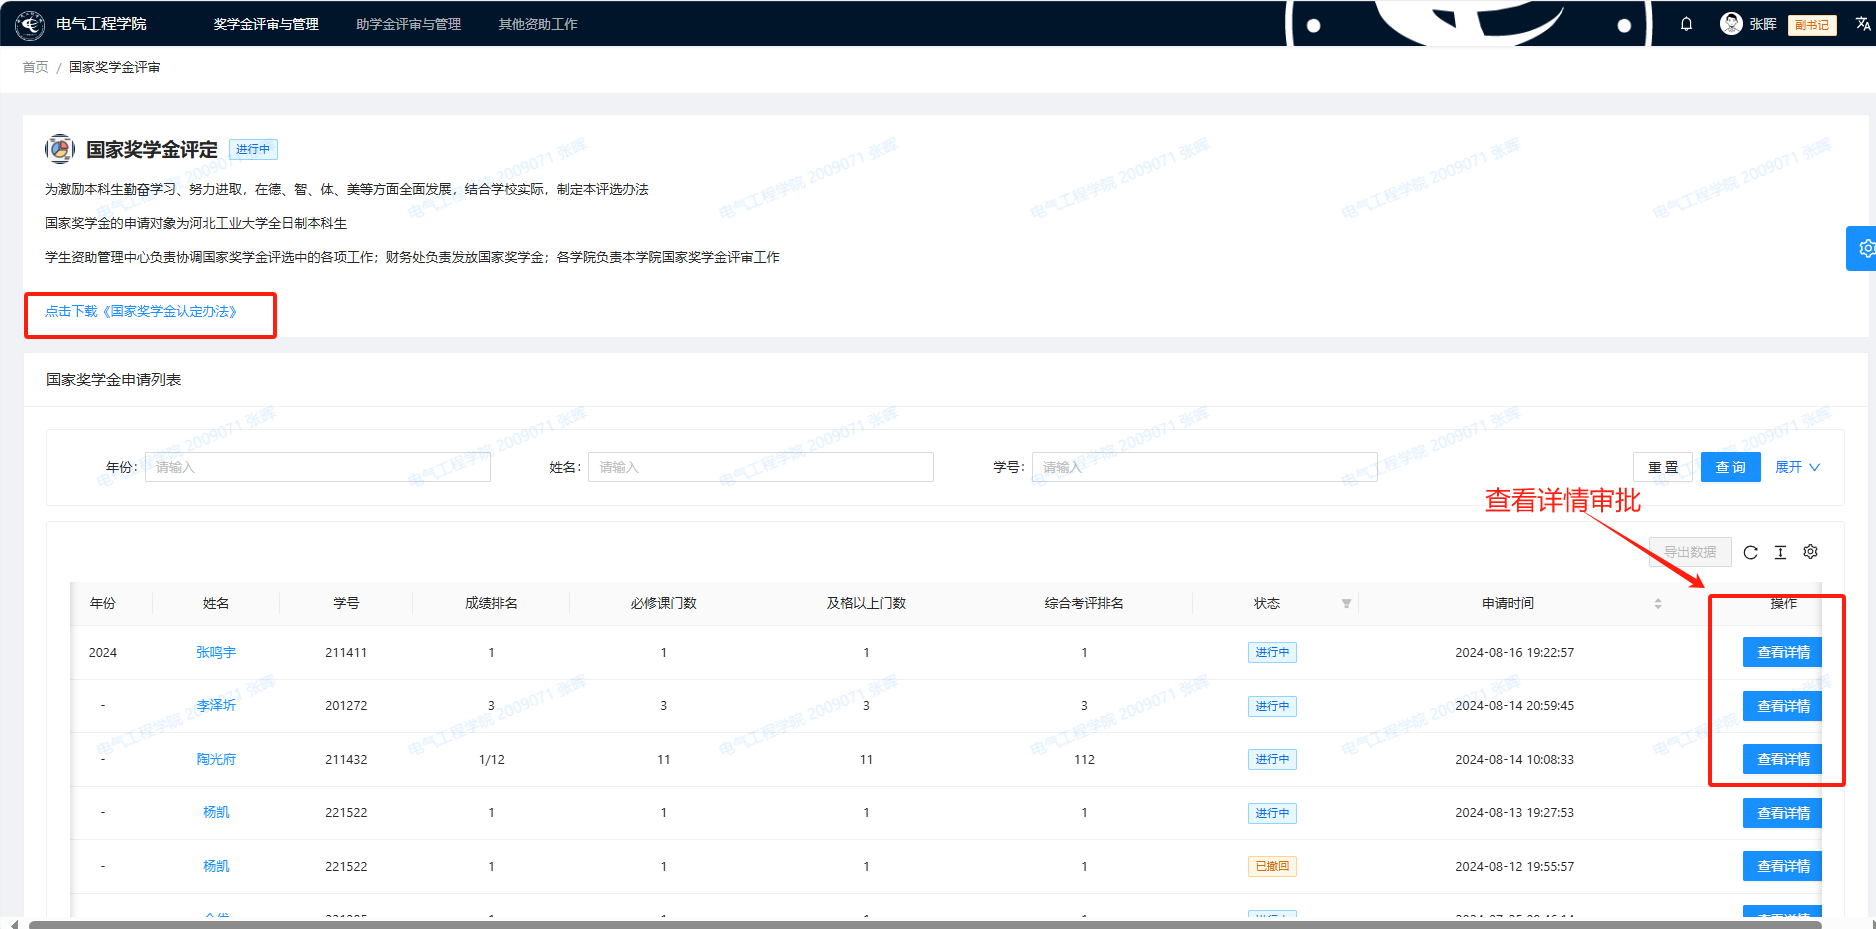 电气工程学院 奖学金评审与管理 助学金评审与管理 其他资助工作 张晖 副书记
首页 / 国家奖学金评审
国家奖学金评定 进行中
为激励本科生勤奋学习、努力进取，在德、智、体、美等方面全面发展，结合学校实际，制定本评选办法
国家奖学金的申请对象为河北工业大学全日制本科生
学生资助管理中心负责协调国家奖学金评选中的各项工作；财务处负责发放国家奖学金；各学院负责本学院国家奖学金评审工作
点击下载《国家奖学金认定办法》
国家奖学金申请列表
年份： 请输入 姓名： 请输入 学号： 请输入 重 置 查 询 展开
查看详情审批
导出数据
年份 姓名 学号 成绩排名 必修课门数 及格以上门数 综合考评排名 状态 申请时间 操作
2024 张鸣宇 211411 1 1 1 1 进行中 2024-08-16 19:22:57 查看详情
- 李泽圻 201272 3 3 3 3 进行中 2024-08-14 20:59:45 查看详情
- 陶光府 211432 1/12 11 11 112 进行中 2024-08-14 10:08:33 查看详情
- 杨凯 221522 1 1 1 1 进行中 2024-08-13 19:27:53 查看详情
- 杨凯 221522 1 1 1 1 已撤回 2024-08-12 19:55:57 查看详情
电气工程学院 2009071 张晖